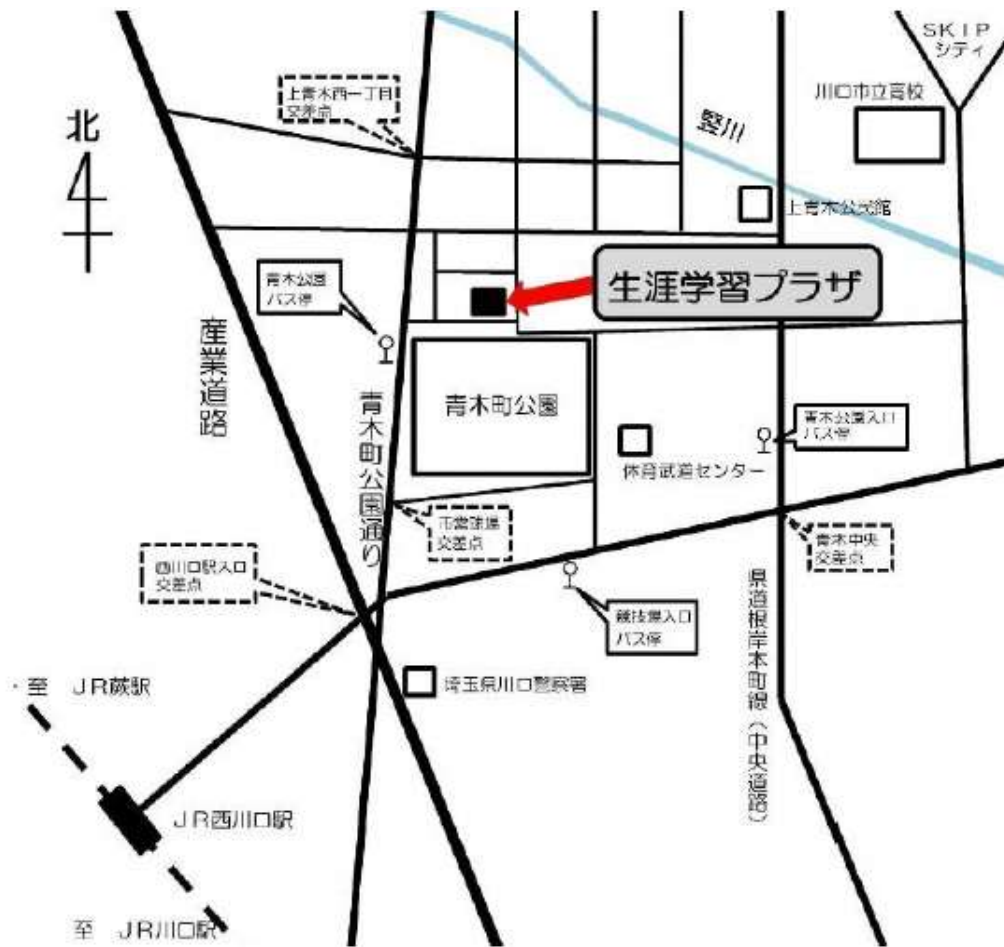 SKIP
シティ
上青木西一丁目
交差点
川口市立高校
北
竪川
上青木公民館
青木公園
バス停
生涯学習プラザ
産業道路
青木町公園
青木町公園通り
青木公園入口
バス停
体育武道センター
市営球場
交差点
青木中央
交差点
西川口駅入口
交差点
競技場入口
バス停
県道根岸本町線（中央道路）
埼玉県川口警察署
至 JR蕨駅
JR西川口駅
至 JR川口駅